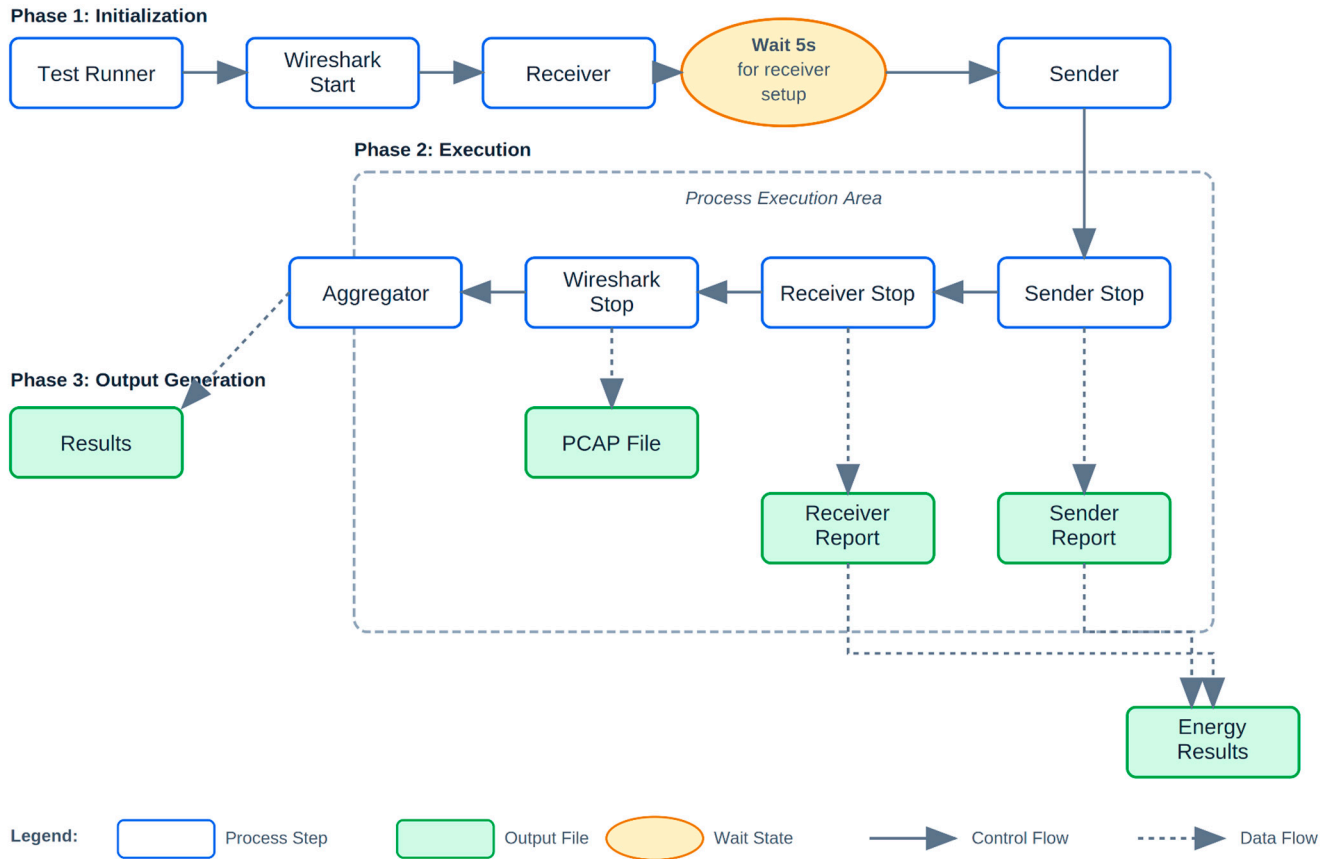 Phase 1: Initialization
Test Runner
Wireshark
Start
Receiver
Wait 5s
for receiver
setup
Sender
Phase 2: Execution
Process Execution Area
Aggregator
Wireshark
Stop
Receiver Stop
Sender Stop
Phase 3: Output Generation
Results
PCAP File
Receiver
Report
Sender
Report
Energy
Results
Legend:
Process Step
Output File
Wait State
Control Flow
Data Flow